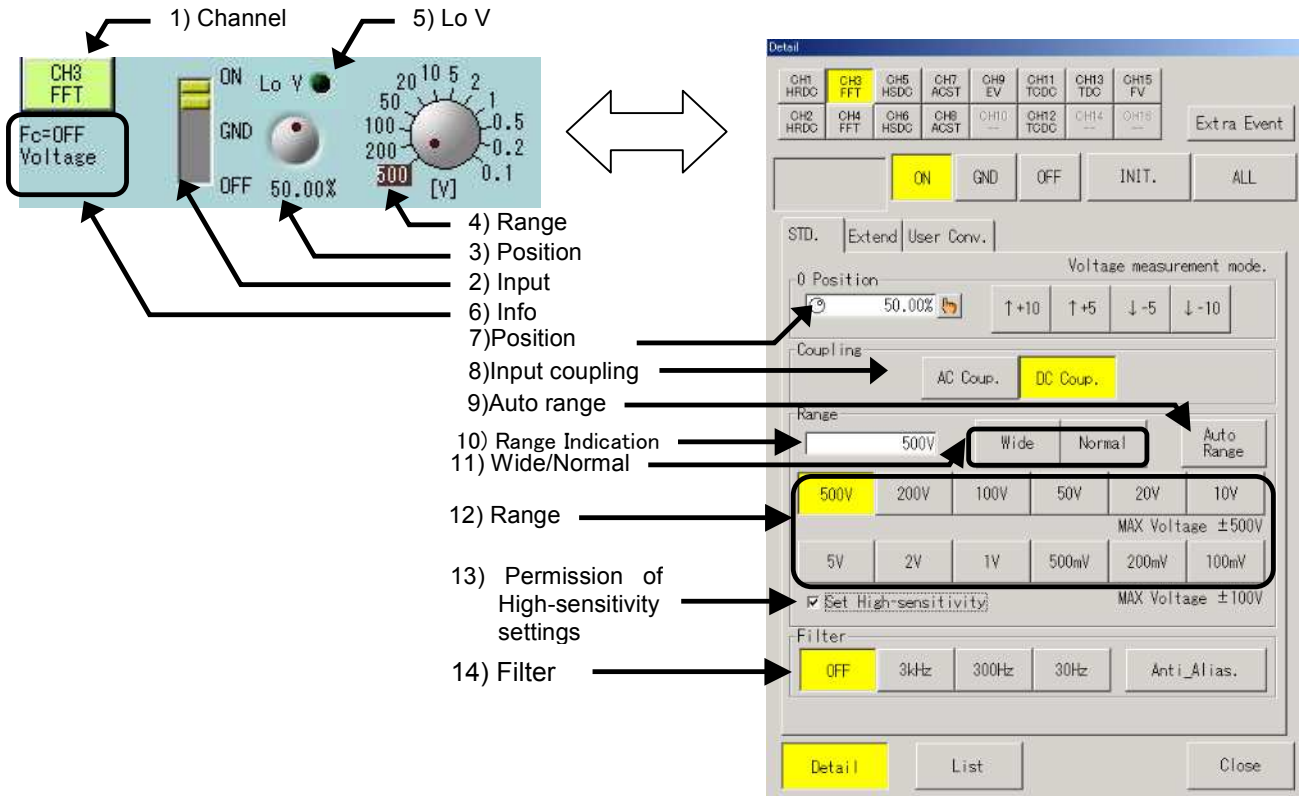 1) Channel
5) Lo V
CH3
FFT
Fc=OFF
Voltage
ON
GND
OFF
Lo V
50.00%
500
200
100
50
20
10
5
2
1
0.5
0.2
0.1
[V]
4) Range
3) Position
2) Input
6) Info
7)Position
8)Input coupling
9)Auto range
10) Range Indication
11) Wide/Normal
12) Range
13) Permission of
High-sensitivity
settings
14) Filter
Detail
CH1 HRDC
CH3 FFT
CH5 HSDC
CH7 ACST
CH9 EV
CH11 TCDC
CH13 TDC
CH15 FV
CH2 HRDC
CH4 FFT
CH6 HSDC
CH8 ACST
CH10 --
CH12 TCDC
CH14 --
CH16 --
Extra Event
ON
GND
OFF
INIT.
ALL
STD.
Extend
User Conv.
Voltage measurement mode.
0 Position
50.00%
↑+10
↑+5
↓-5
↓-10
Coupling
AC Coup.
DC Coup.
Range
500V
Wide
Normal
Auto
Range
500V
200V
100V
50V
20V
10V
MAX Voltage ±500V
5V
2V
1V
500mV
200mV
100mV
Set High-sensitivity
MAX Voltage ±100V
Filter
OFF
3kHz
300Hz
30Hz
Anti_Alias.
Detail
List
Close